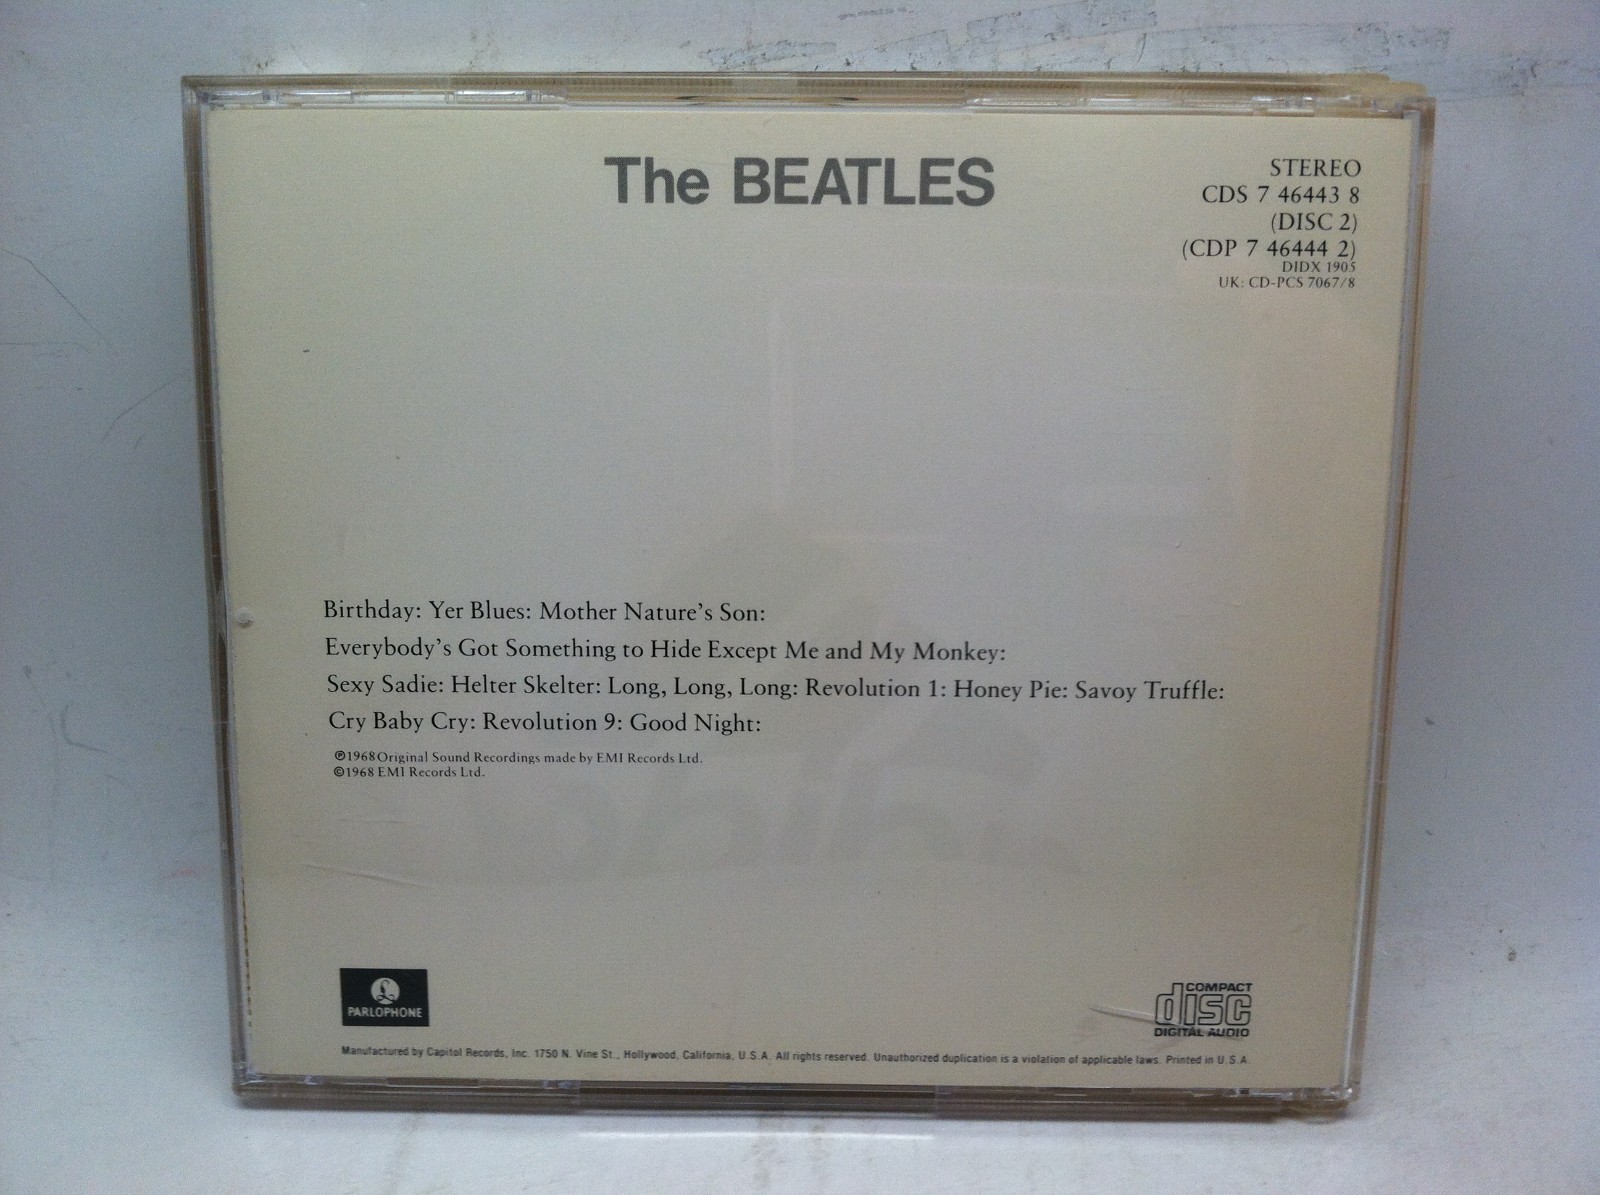 The BEATLES
STEREO
CDS 7 46443 8
(DISC 2)
(CDP 7 46444 2)
DIDX 1905
UK: CD-PCS 7067/8
Birthday: Yer Blues: Mother Nature's Son:
Everybody's Got Something to Hide Except Me and My Monkey:
Sexy Sadie: Helter Skelter: Long, Long, Long: Revolution 1: Honey Pie: Savoy Truffle:
Cry Baby Cry: Revolution 9: Good Night:
℗1968 Original Sound Recordings made by EMI Records Ltd.
©1968 EMI Records Ltd.
£
PARLOPHONE
COMPACT
disc
DIGITAL AUDIO
Manufactured by Capitol Records, Inc. 1750 N. Vine St., Hollywood, California, U.S.A. All rights reserved. Unauthorized duplication is a violation of applicable laws. Printed in U.S.A.